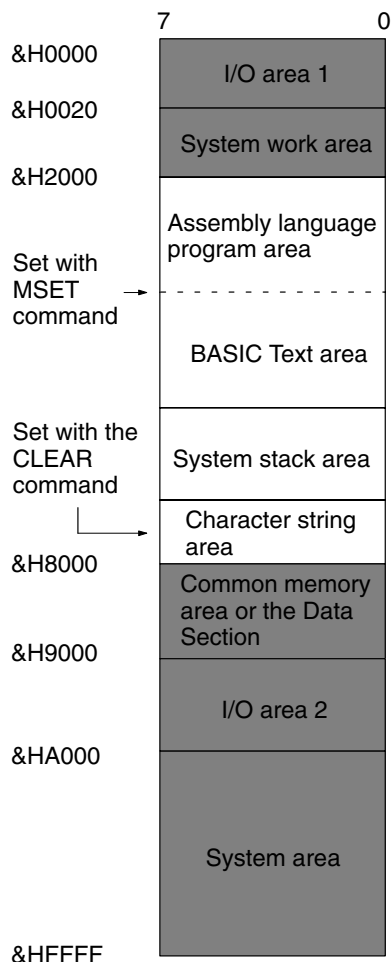 7 0
&H0000
I/O area 1
&H0020
System work area
&H2000
Assembly language
program area
Set with
MSET
command
BASIC Text area
Set with the
CLEAR
command
System stack area
Character string
area
&H8000
Common memory
area or the Data
Section
&H9000
I/O area 2
&HA000
System area
&HFFFF